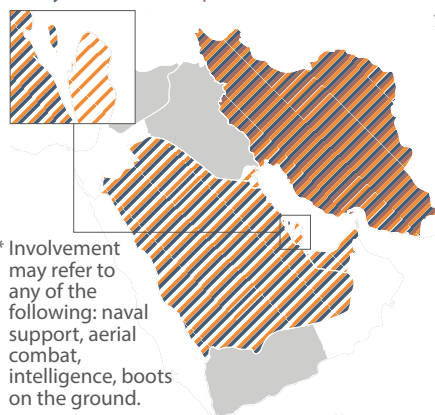 * Involvement
may refer to
any of the
following: naval
support, aerial
combat,
intelligence, boots
on the ground.